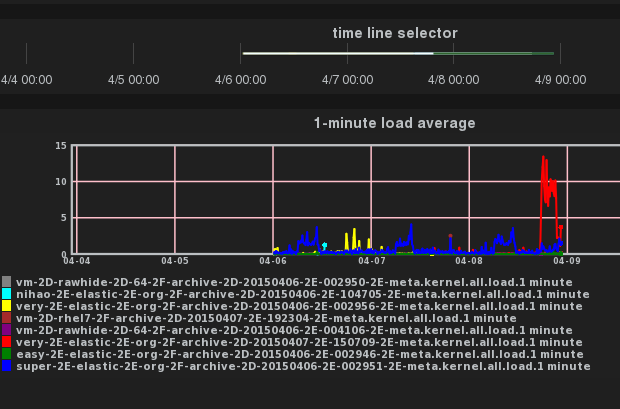 time line selector
4/4 00:00 4/5 00:00 4/6 00:00 4/7 00:00 4/8 00:00 4/9 00:00
1-minute load average
15
10
5
0
04-04 04-05 04-06 04-07 04-08 04-09
vm-2D-rawhide-2D-64-2F-archive-2D-20150406-2E-002950-2E-meta.kernel.all.load.1 minute
nihao-2E-elastic-2E-org-2F-archive-2D-20150406-2E-104705-2E-meta.kernel.all.load.1 minute
very-2E-elastic-2E-org-2F-archive-2D-20150406-2E-002956-2E-meta.kernel.all.load.1 minute
vm-2D-rhel7-2F-archive-2D-20150407-2E-192304-2E-meta.kernel.all.load.1 minute
vm-2D-rawhide-2D-64-2F-archive-2D-20150406-2E-004106-2E-meta.kernel.all.load.1 minute
very-2E-elastic-2E-org-2F-archive-2D-20150407-2E-150709-2E-meta.kernel.all.load.1 minute
easy-2E-elastic-2E-org-2F-archive-2D-20150406-2E-002946-2E-meta.kernel.all.load.1 minute
super-2E-elastic-2E-org-2F-archive-2D-20150406-2E-002951-2E-meta.kernel.all.load.1 minute